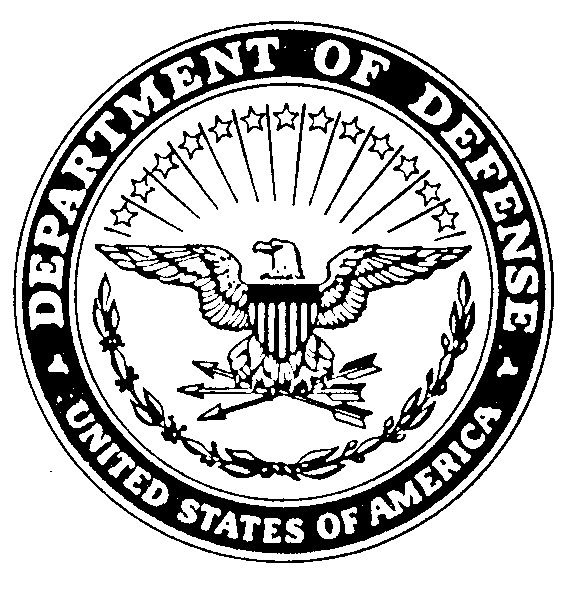 DEPARTMENT OF DEFENSE
UNITED STATES OF AMERICA